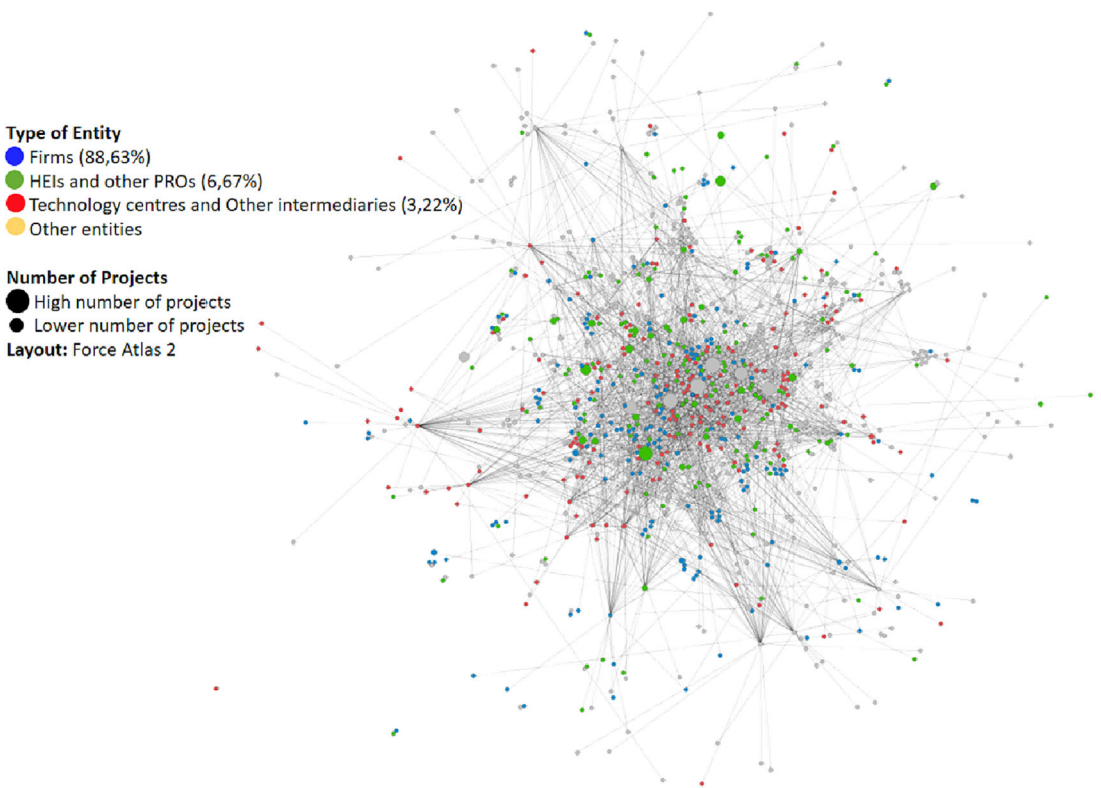 Type of Entity
Firms (88,63%)
HEIs and other PROs (6,67%)
Technology centres and Other intermediaries (3,22%)
Other entities
Number of Projects
High number of projects
Lower number of projects
Layout: Force Atlas 2